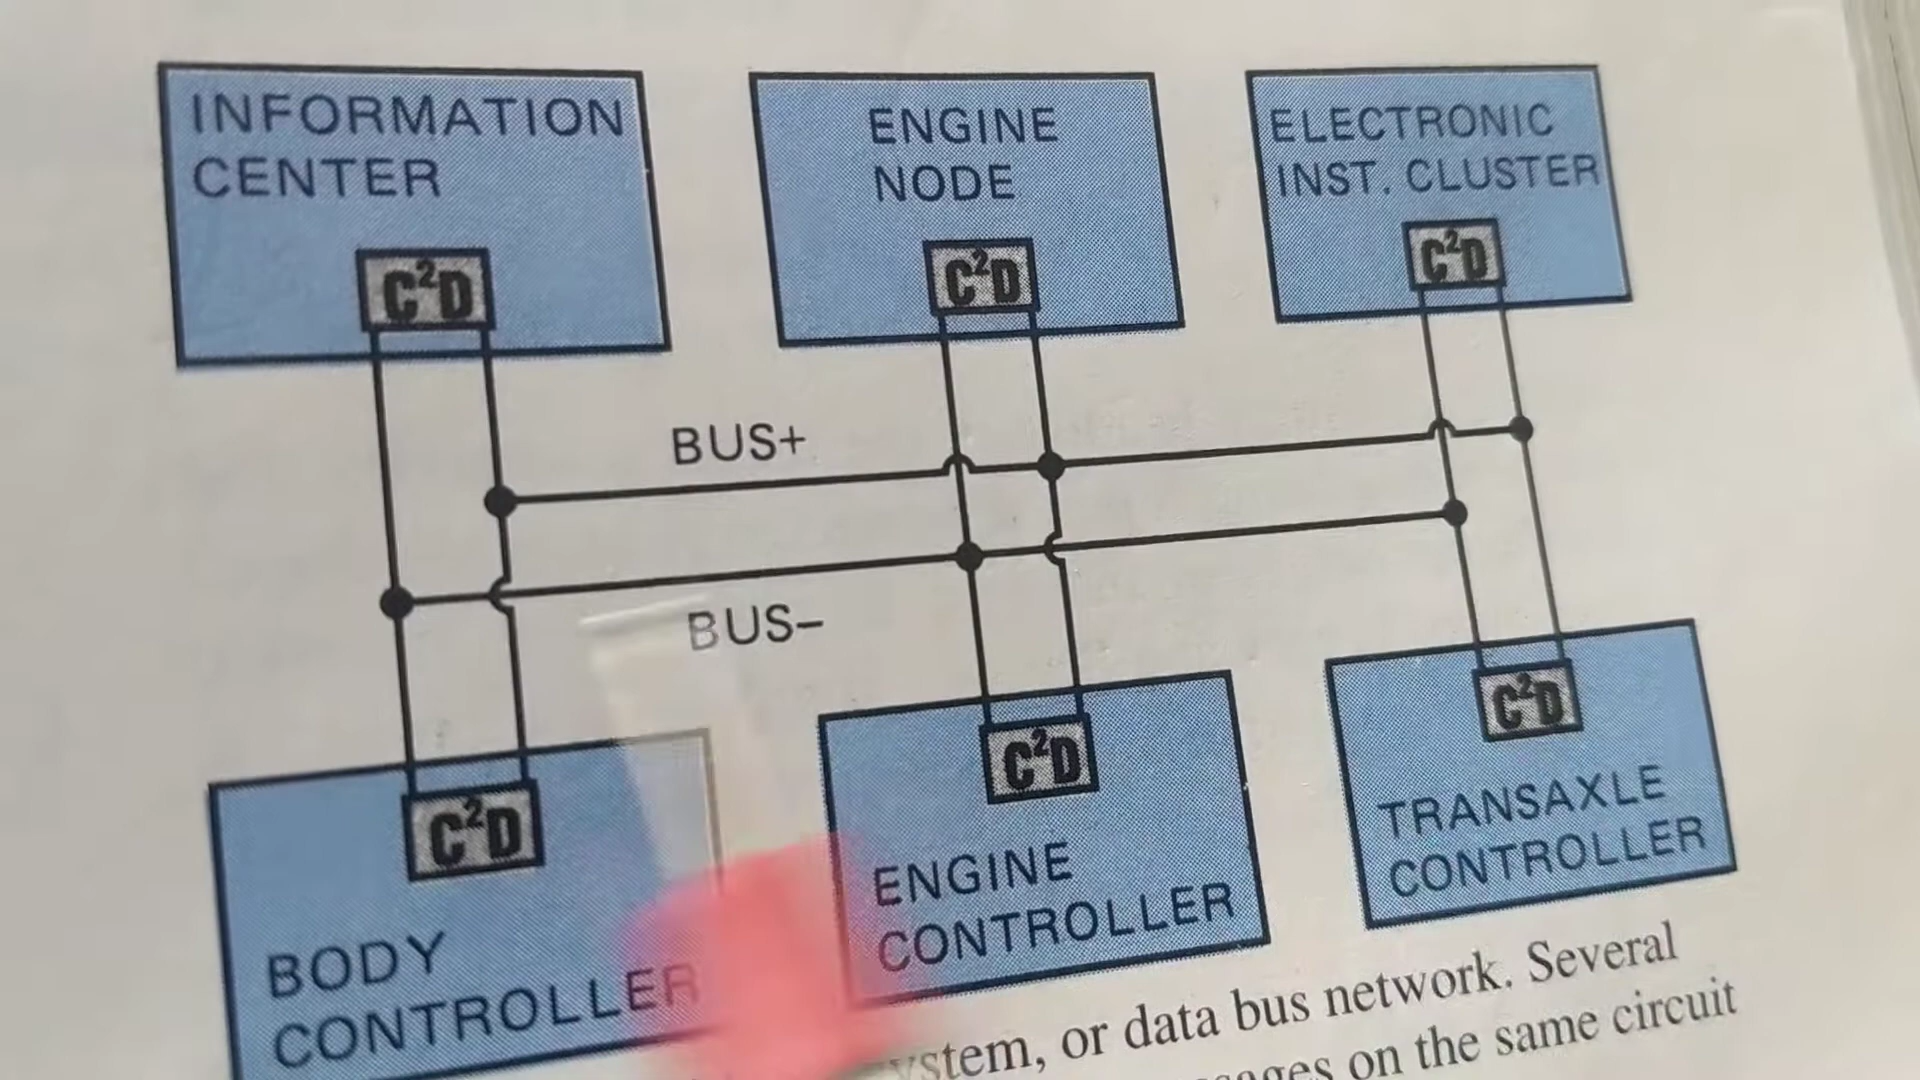 INFORMATION
CENTER
C²D
ENGINE
NODE
C²D
ELECTRONIC
INST. CLUSTER
C²D
BUS+
BUS–
C²D
BODY
CONTROLLER
C²D
ENGINE
CONTROLLER
C²D
TRANSAXLE
CONTROLLER
or data bus network. Several
on the same circuit